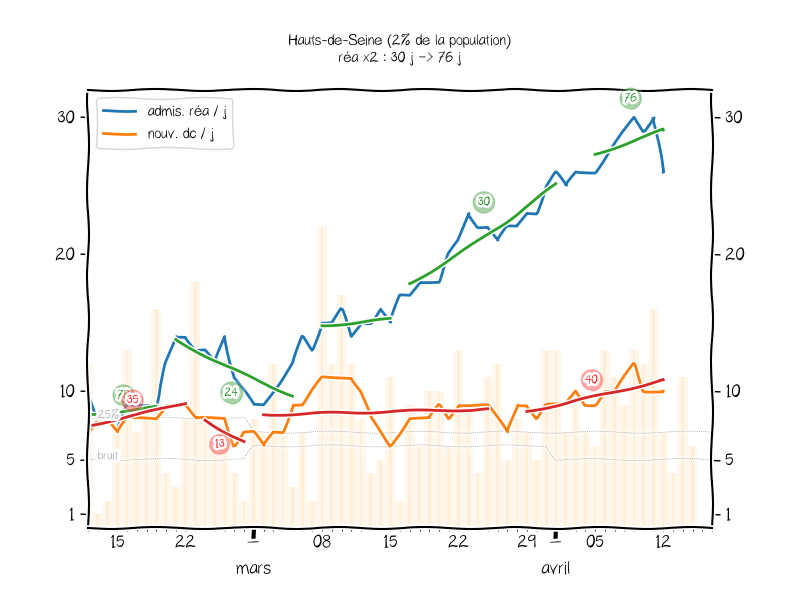 Hauts-de-Seine (2% de la population)
réa x2 : 30 j -> 76 j
admis. réa / j
nouv. dc / j
76
30 30
30
20 20
40
24
35
10 10
25%
13
bruit
5 5
1 1
15 22 08 15 22 29 05 12
mars avril